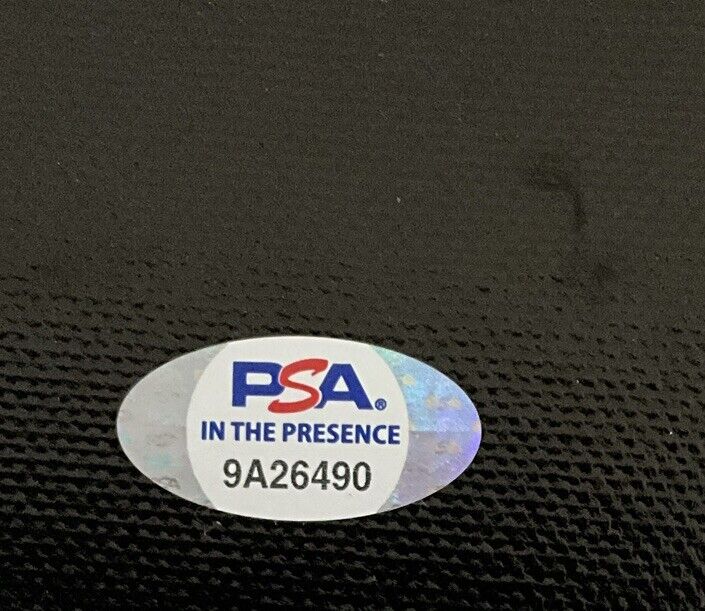 PSA®
IN THE PRESENCE
9A26490